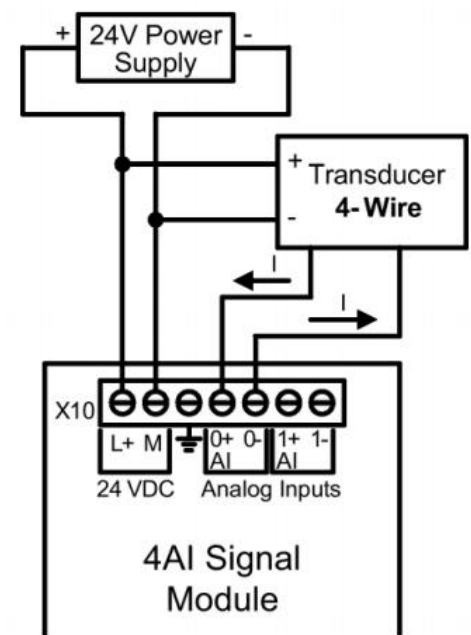 + 24V Power -
Supply
+ Transducer
- 4-Wire
I
I
X10
L+ M 0+ 0- 1+ 1-
AI AI
24 VDC Analog Inputs
4AI Signal
Module